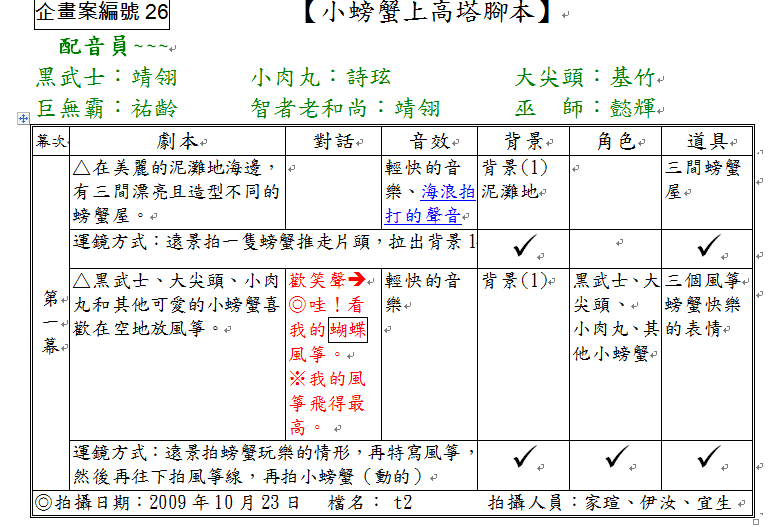 企畫案編號 26
【小螃蟹上高塔腳本】
配音員~~~
黑武士：靖翎 小肉丸：詩玹 大尖頭：基竹
巨無霸：祐齡 智者老和尚：靖翎 巫 師：懿輝
幕次 劇本 對話 音效 背景 角色 道具
第一幕
△在美麗的泥灘地海邊，
有三間漂亮且造型不同的
螃蟹屋。
輕快的音
樂、海浪拍
打的聲音
背景(1)
泥灘地
三間螃蟹
屋
運鏡方式：遠景拍一隻螃蟹推走片頭，拉出背景 1
✓ ✓
△黑武士、大尖頭、小肉
丸和其他可愛的小螃蟹喜
歡在空地放風箏。
歡笑聲➔
◎哇！看
我的蝴蝶
風箏。
※我的風
箏飛得最
高。
輕快的音
樂
背景(1)
黑武士、大
尖頭、
小肉丸、其
他小螃蟹
三個風箏
螃蟹快樂
的表情
運鏡方式：遠景拍螃蟹玩樂的情形，再特寫風箏，
然後再往下拍風箏線，再拍小螃蟹（動的）
✓ ✓ ✓
◎拍攝日期：2009 年 10 月 23 日 檔名： t2 拍攝人員：家瑄、伊汝、宜生